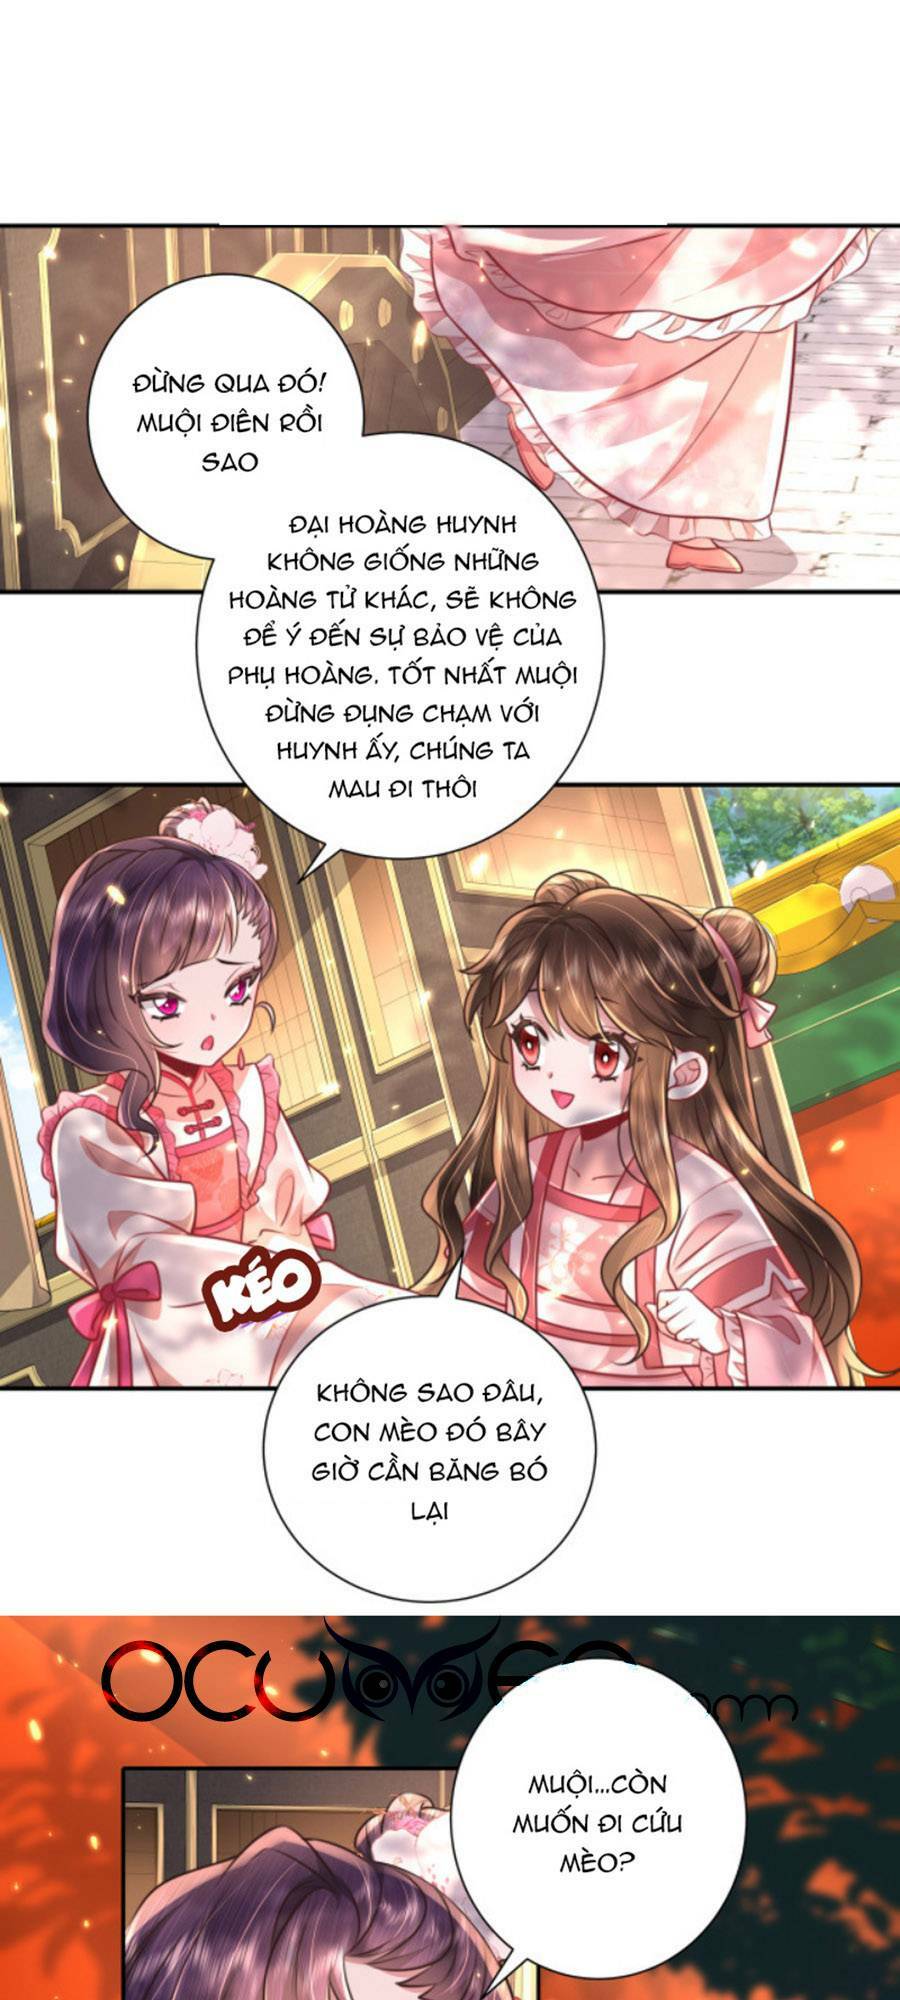 ĐỪNG QUA ĐÓ!
MUỘI ĐIÊN RỒI
SAO
ĐẠI HOÀNG HUYNH
KHÔNG GIỐNG NHỮNG
HOÀNG TỬ KHÁC, SẼ KHÔNG
ĐỂ Ý ĐẾN SỰ BẢO VỆ CỦA
PHỤ HOÀNG. TỐT NHẤT MUỘI
ĐỪNG ĐỤNG CHẠM VỚI
HUYNH ẤY, CHÚNG TA
MAU ĐI THÔI
KÉO
KHÔNG SAO ĐÂU,
CON MÈO ĐÓ BÂY
GIỜ CẦN BĂNG BÓ
LẠI
MUỘI...CÒN
MUỐN ĐI CỨU
MÈO?